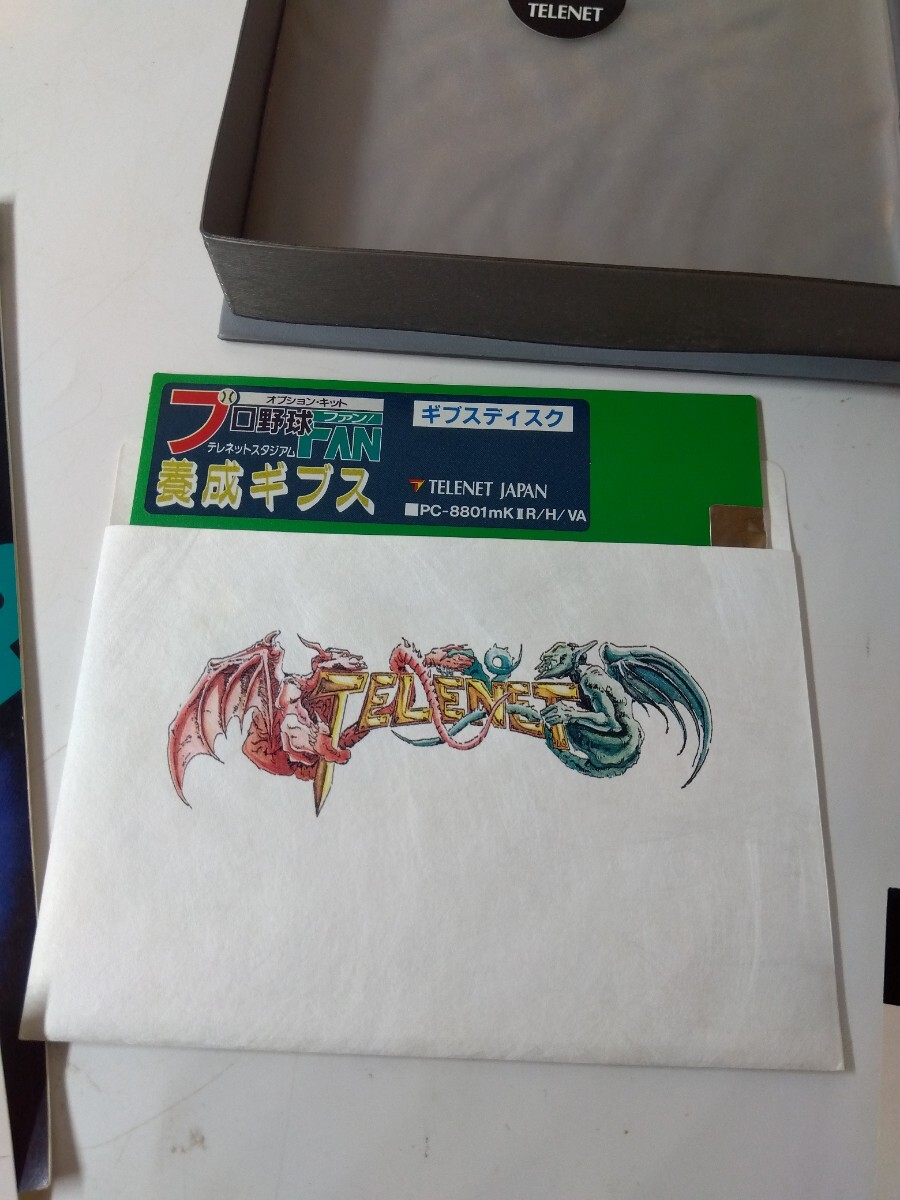 TELENET
オプション・キット
プロ野球
ファン!
FAN
テレネットスタジアム
養成ギブス
ギブスディスク
TELENET JAPAN
■PC-8801mKⅡR/H/VA
TELENET